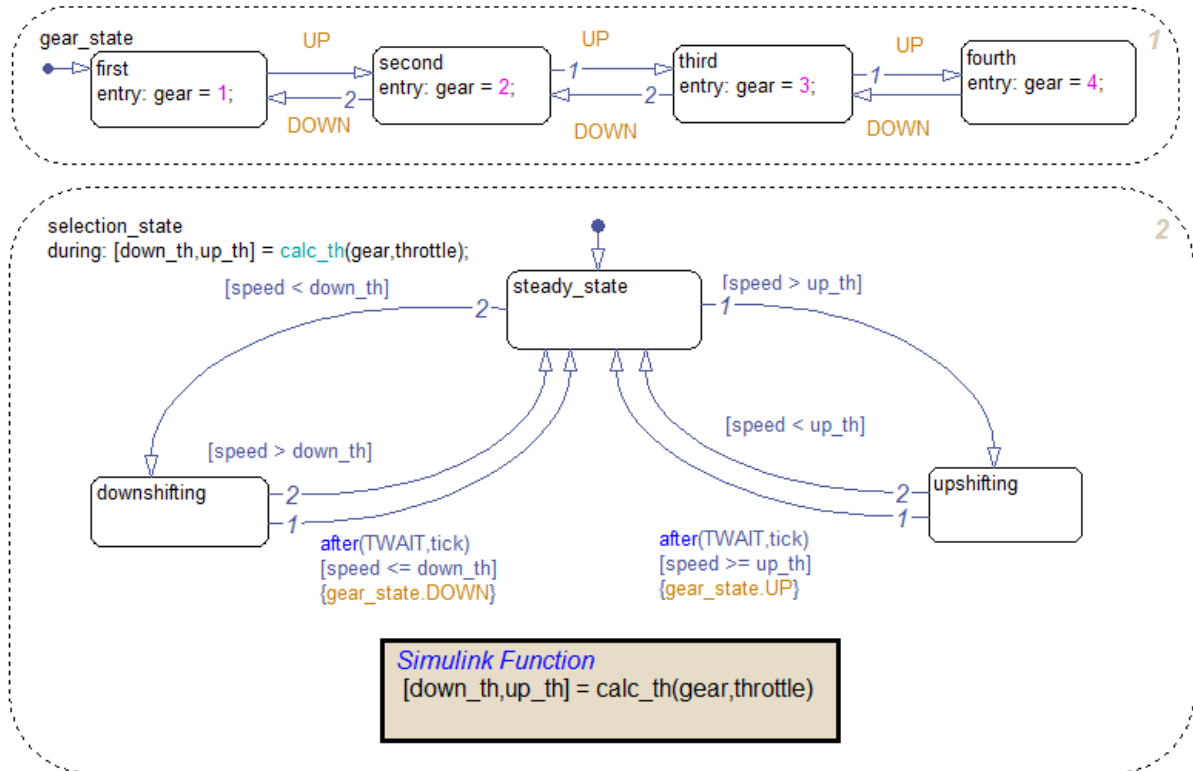 gear_state
1
UP
UP
UP
first
entry: gear = 1;
second
entry: gear = 2;
1
2
third
entry: gear = 3;
1
2
fourth
entry: gear = 4;
DOWN
DOWN
DOWN
selection_state
during: [down_th,up_th] = calc_th(gear,throttle);
2
[speed < down_th]
2
steady_state
1
[speed > up_th]
[speed > down_th]
[speed < up_th]
downshifting
2
1
upshifting
2
1
after(TWAIT,tick)
[speed <= down_th]
{gear_state.DOWN}
after(TWAIT,tick)
[speed >= up_th]
{gear_state.UP}
Simulink Function
[down_th,up_th] = calc_th(gear,throttle)